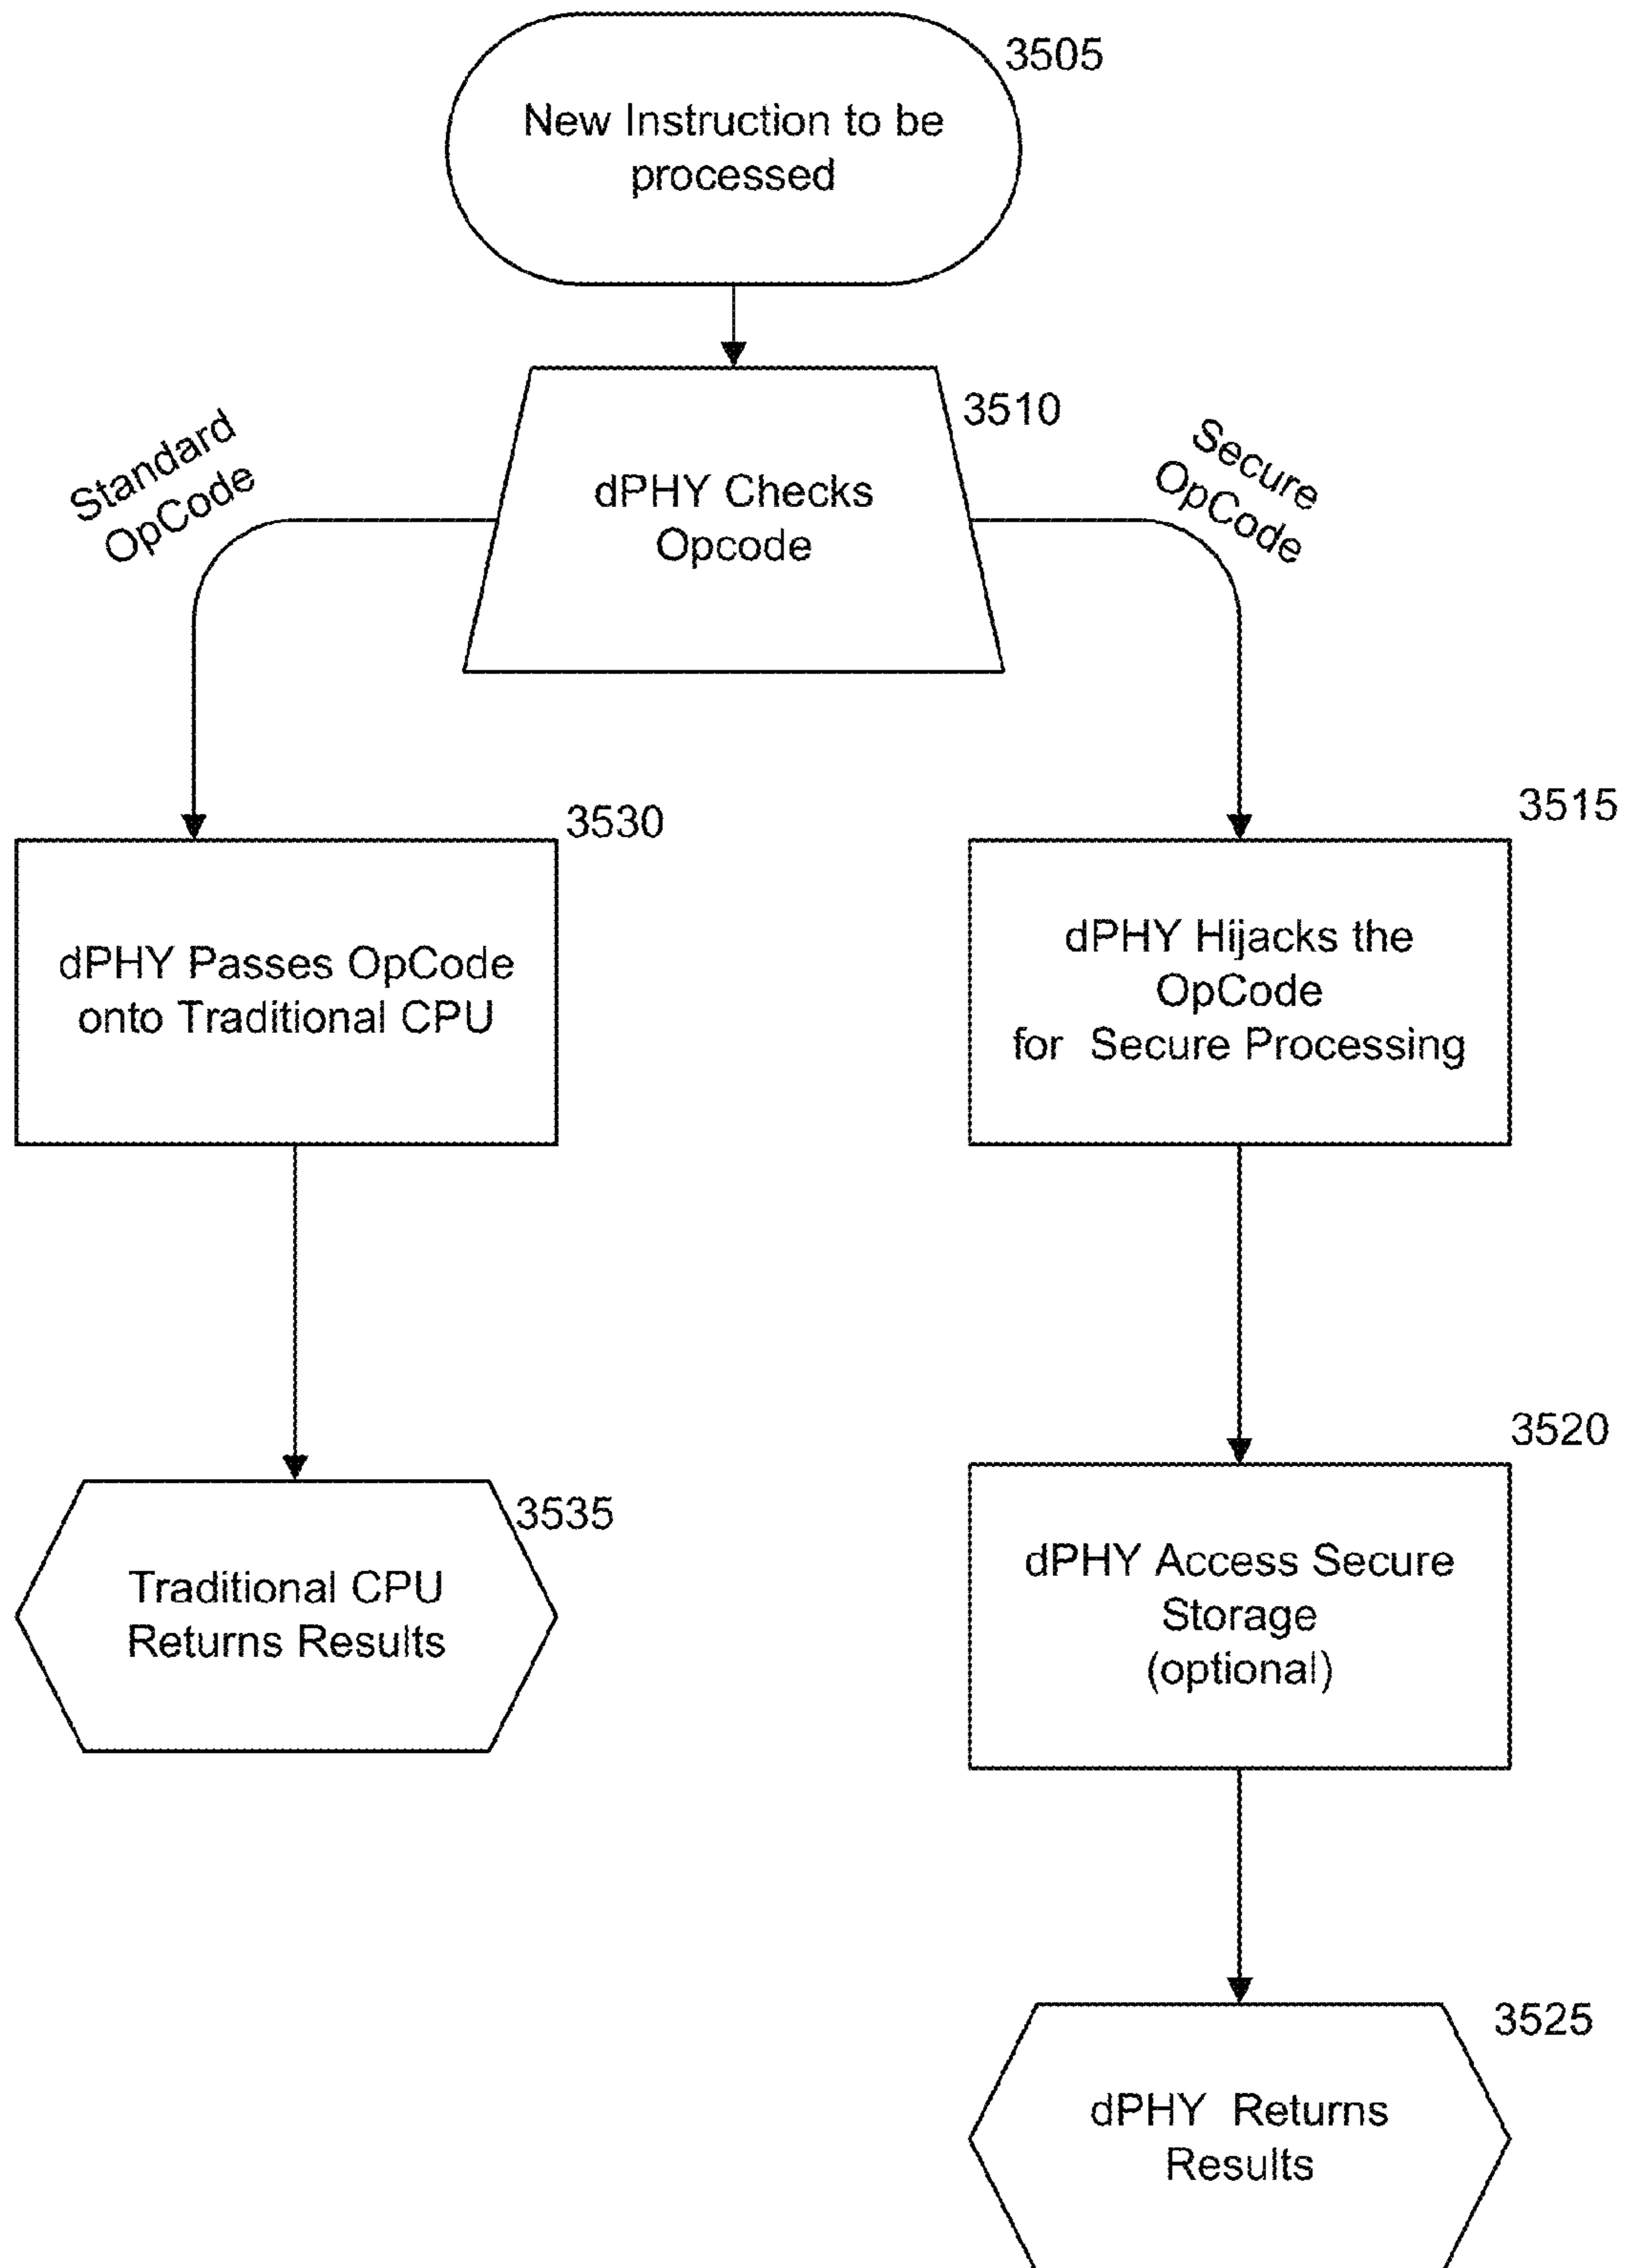 3505
New Instruction to be
processed
3510
dPHY Checks
Opcode
Standard
OpCode
Secure
OpCode
3530
dPHY Passes OpCode
onto Traditional CPU
3515
dPHY Hijacks the
OpCode
for Secure Processing
3535
Traditional CPU
Returns Results
3520
dPHY Access Secure
Storage
(optional)
3525
dPHY Returns
Results